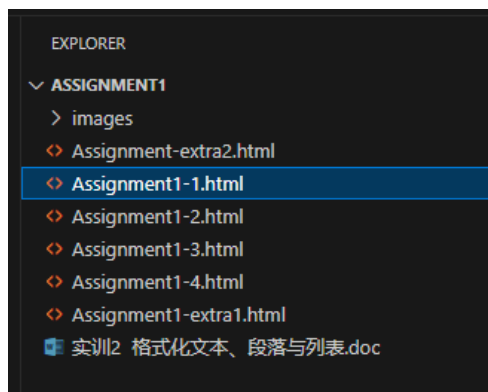 EXPLORER
ASSIGNMENT1
images
Assignment-extra2.html
Assignment1-1.html
Assignment1-2.html
Assignment1-3.html
Assignment1-4.html
Assignment1-extra1.html
实训2 格式化文本、段落与列表.doc